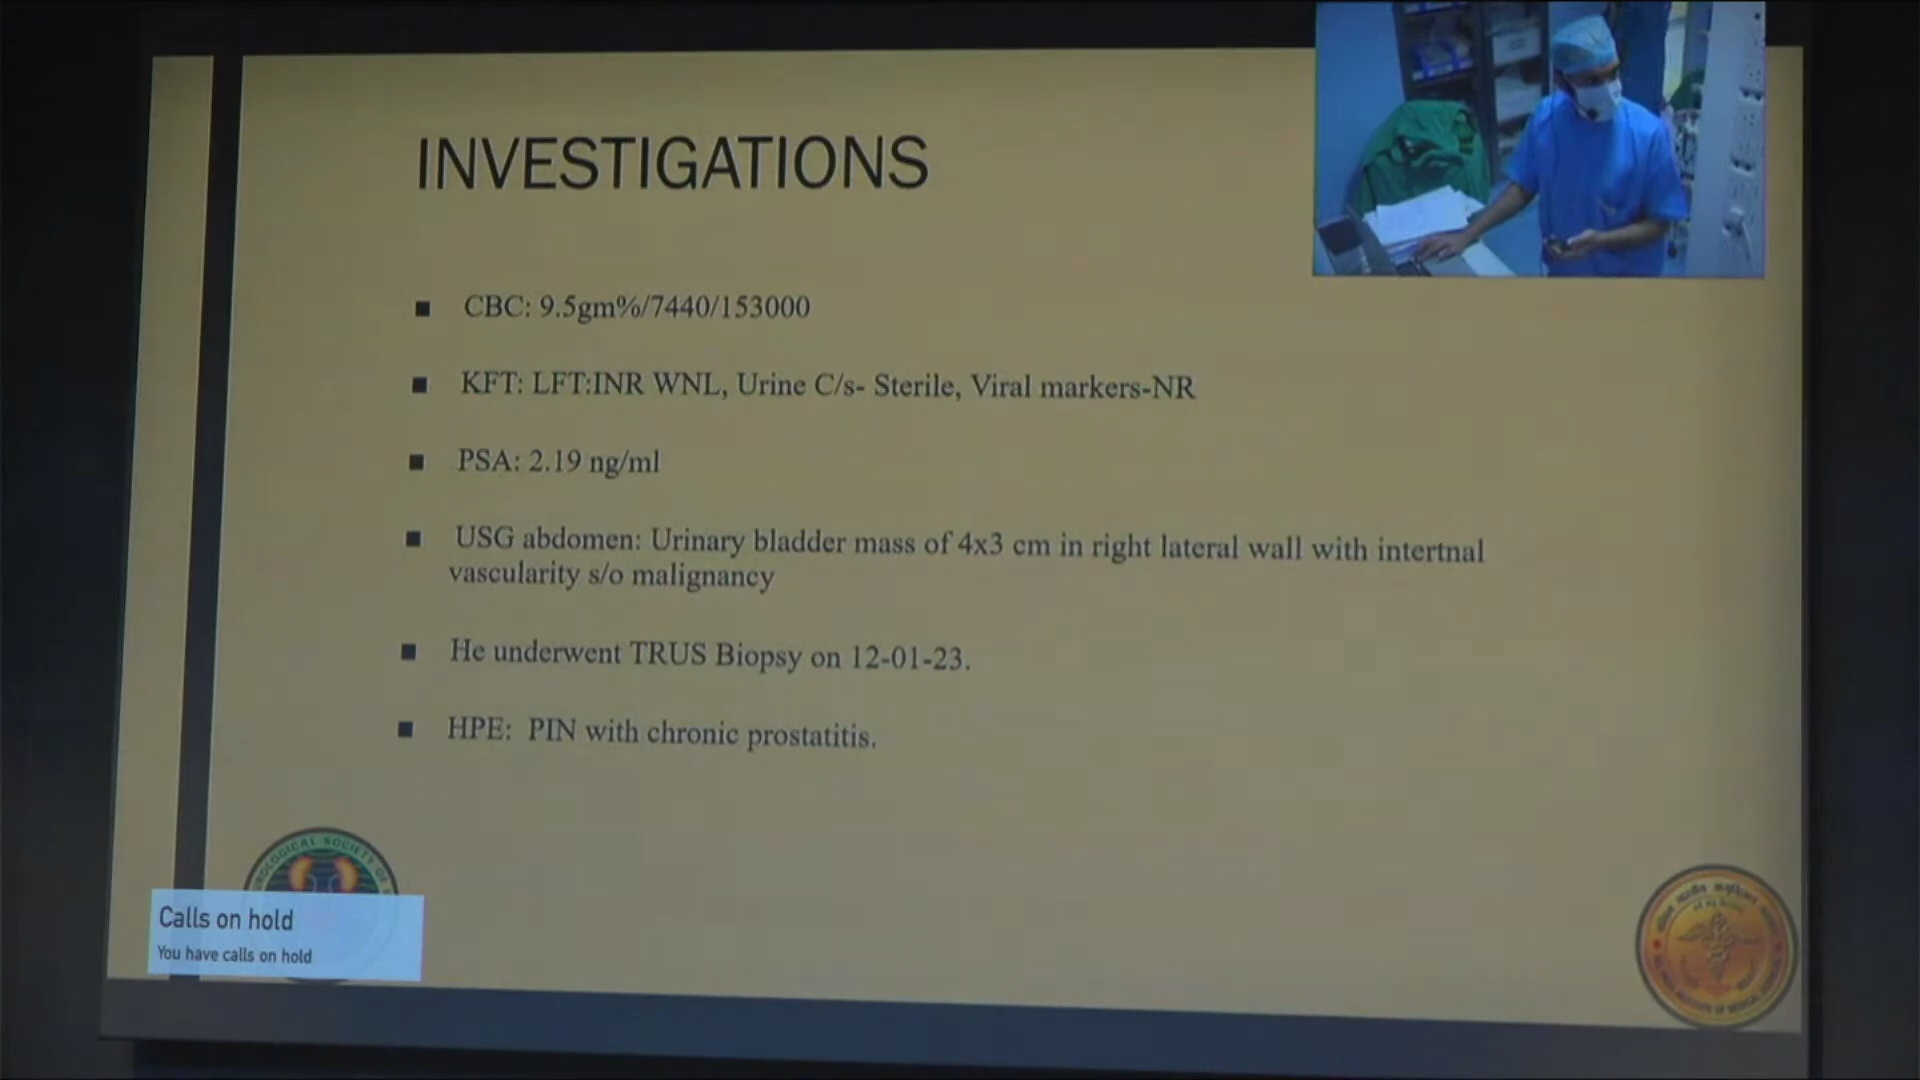 INVESTIGATIONS
CBC: 9.5gm%/7440/153000
KFT: LFT:INR WNL, Urine C/s- Sterile, Viral markers-NR
PSA: 2.19 ng/ml
USG abdomen: Urinary bladder mass of 4x3 cm in right lateral wall with intertnal
vascularity s/o malignancy
He underwent TRUS Biopsy on 12-01-23.
HPE: PIN with chronic prostatitis.
UROLOGICAL SOCIETY OF
Calls on hold
You have calls on hold